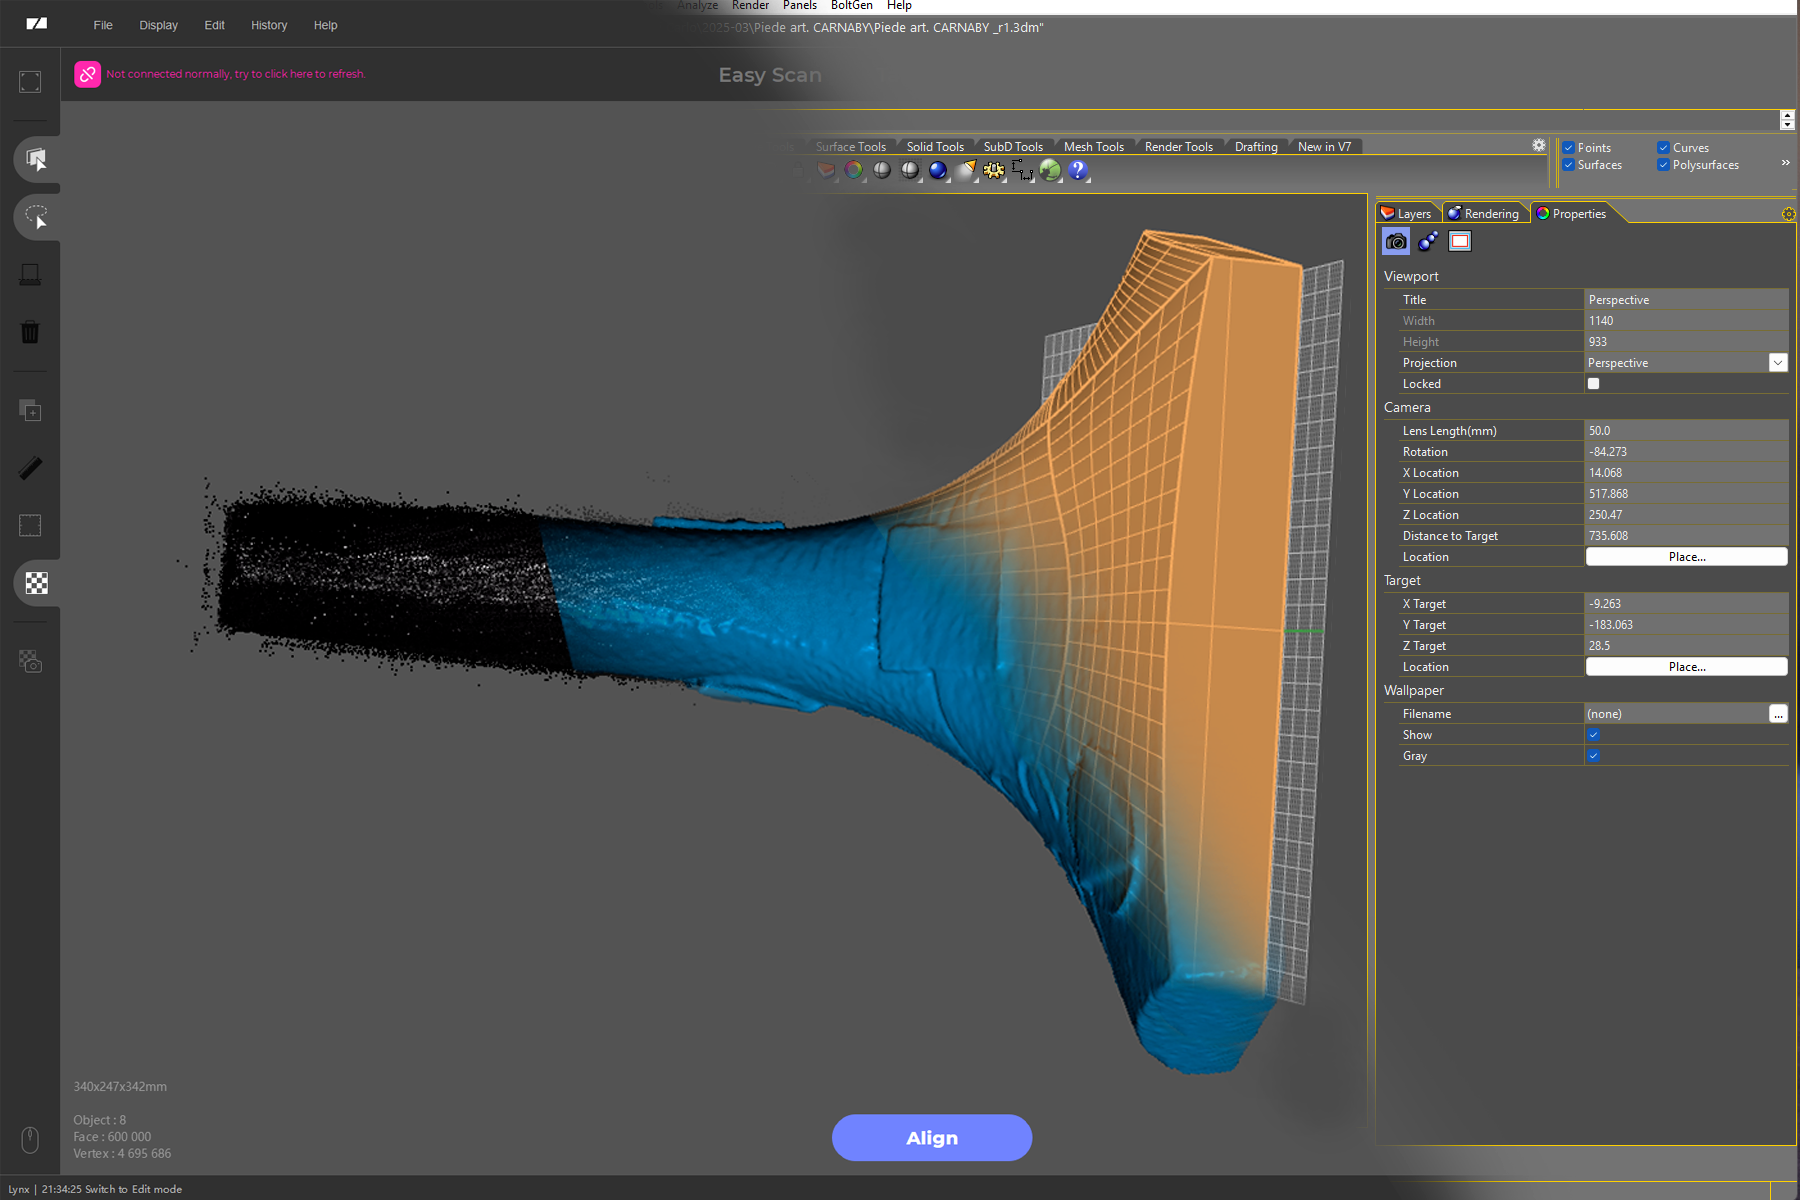 File Display Edit History Help
Analyze Render Panels BoltGen Help
2025-03\Piede art. CARNABY\Piede art. CARNABY _r1.3dm"
Not connected normally, try to click here to refresh.
Easy Scan
Surface Tools Solid Tools SubD Tools Mesh Tools Render Tools Drafting New in V7
Points Curves
Surfaces Polysurfaces
Layers Rendering Properties
Viewport
Title Perspective
Width 1140
Height 933
Projection Perspective
Locked
Camera
Lens Length(mm) 50.0
Rotation -84.273
X Location 14.068
Y Location 517.868
Z Location 250.47
Distance to Target 735.608
Location Place...
Target
X Target -9.263
Y Target -183.063
Z Target 28.5
Location Place...
Wallpaper
Filename (none) ...
Show
Gray
340x247x342mm
Object : 8
Face : 600 000
Vertex : 4 695 686
Align
Lynx | 21:34:25 Switch to Edit mode